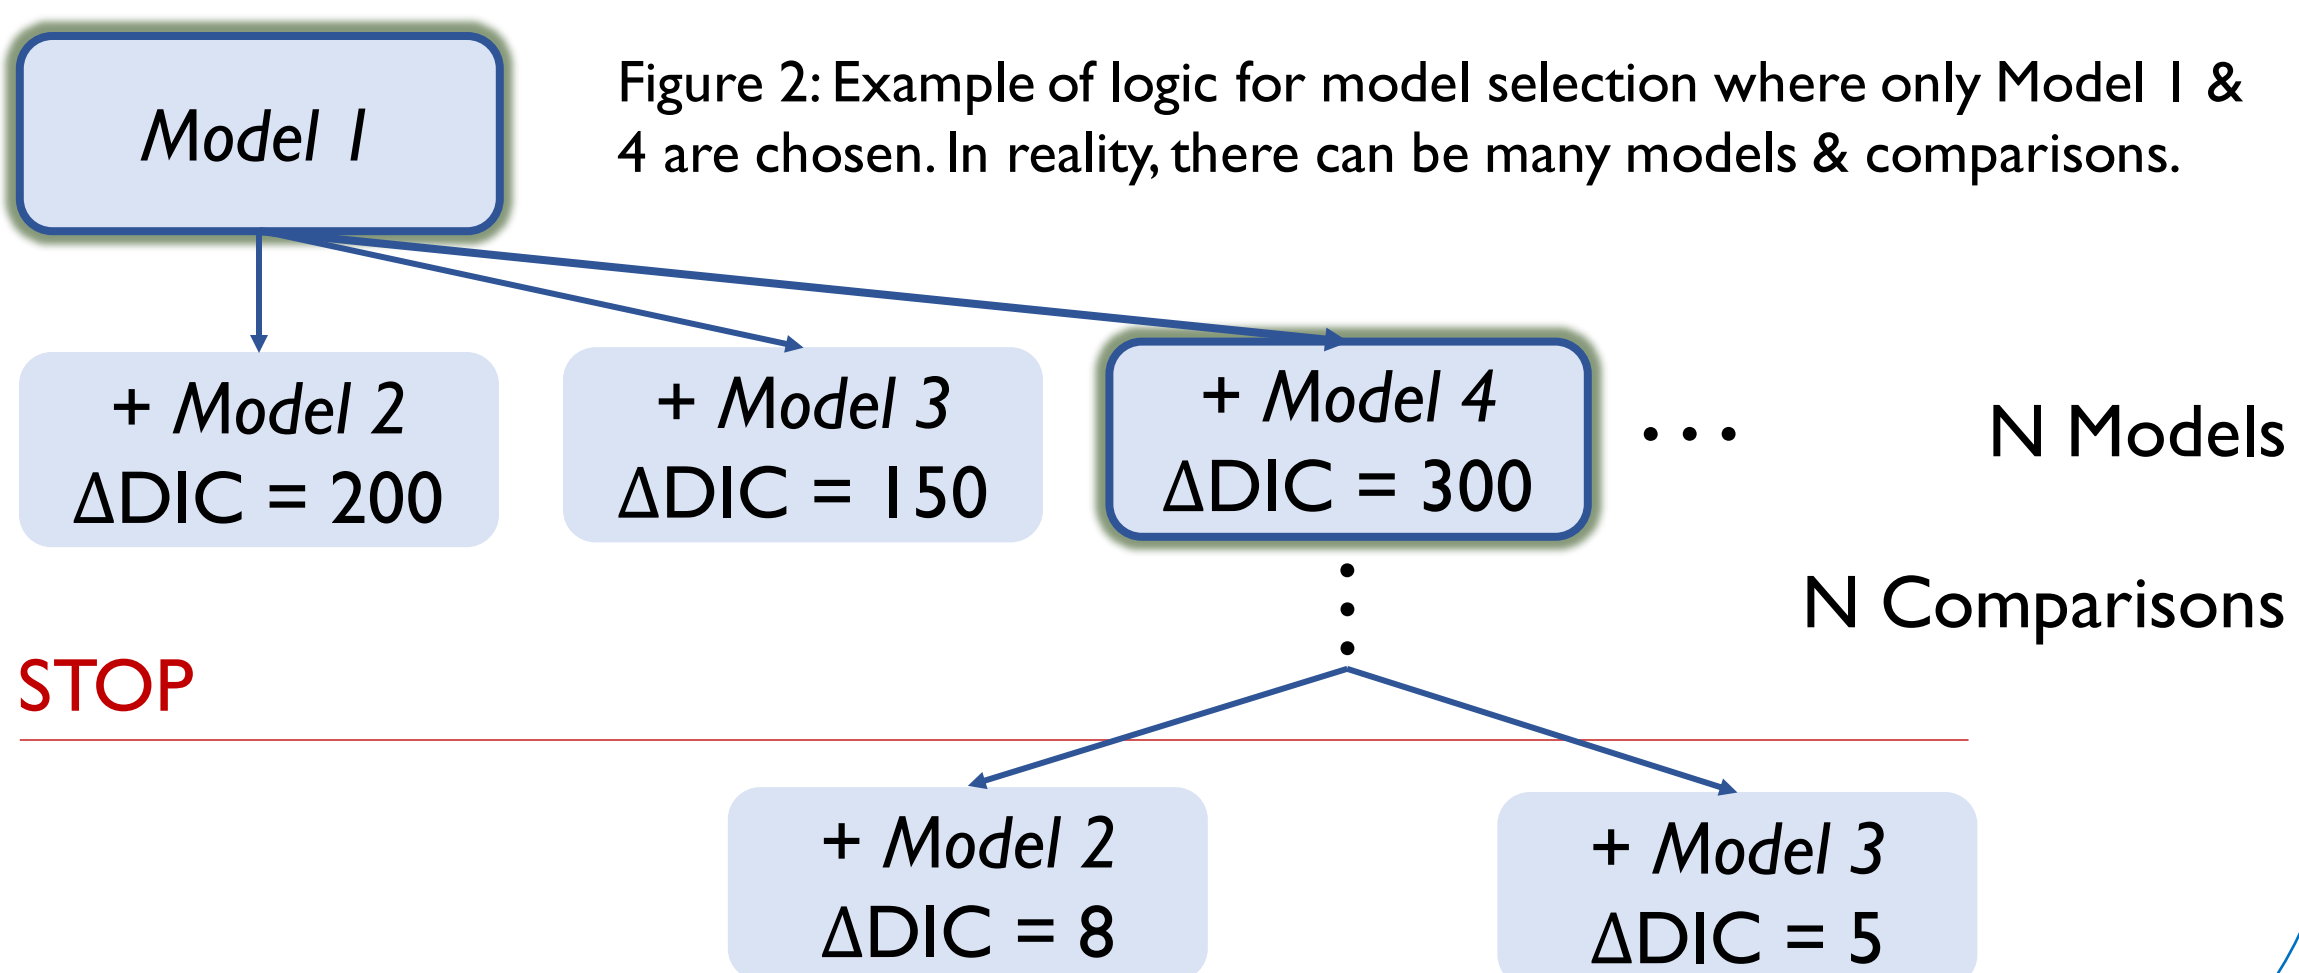 Model 1
Figure 2: Example of logic for model selection where only Model 1 &
4 are chosen. In reality, there can be many models & comparisons.
+ Model 2
ΔDIC = 200
+ Model 3
ΔDIC = 150
+ Model 4
ΔDIC = 300
...
N Models
N Comparisons
STOP
+ Model 2
ΔDIC = 8
+ Model 3
ΔDIC = 5